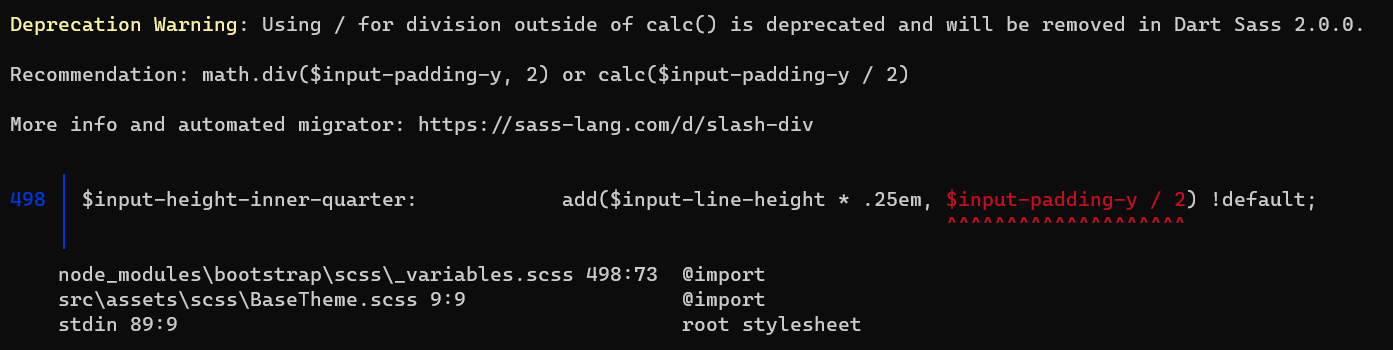 Deprecation Warning: Using / for division outside of calc() is deprecated and will be removed in Dart Sass 2.0.0.
Recommendation: math.div($input-padding-y, 2) or calc($input-padding-y / 2)
More info and automated migrator: https://sass-lang.com/d/slash-div
498 │ $input-height-inner-quarter:            add($input-line-height * .25em, $input-padding-y / 2) !default;
^^^^^^^^^^^^^^^^^^^^
node_modules\bootstrap\scss\_variables.scss 498:73  @import
src\assets\scss\BaseTheme.scss 9:9                  @import
stdin 89:9                                          root stylesheet